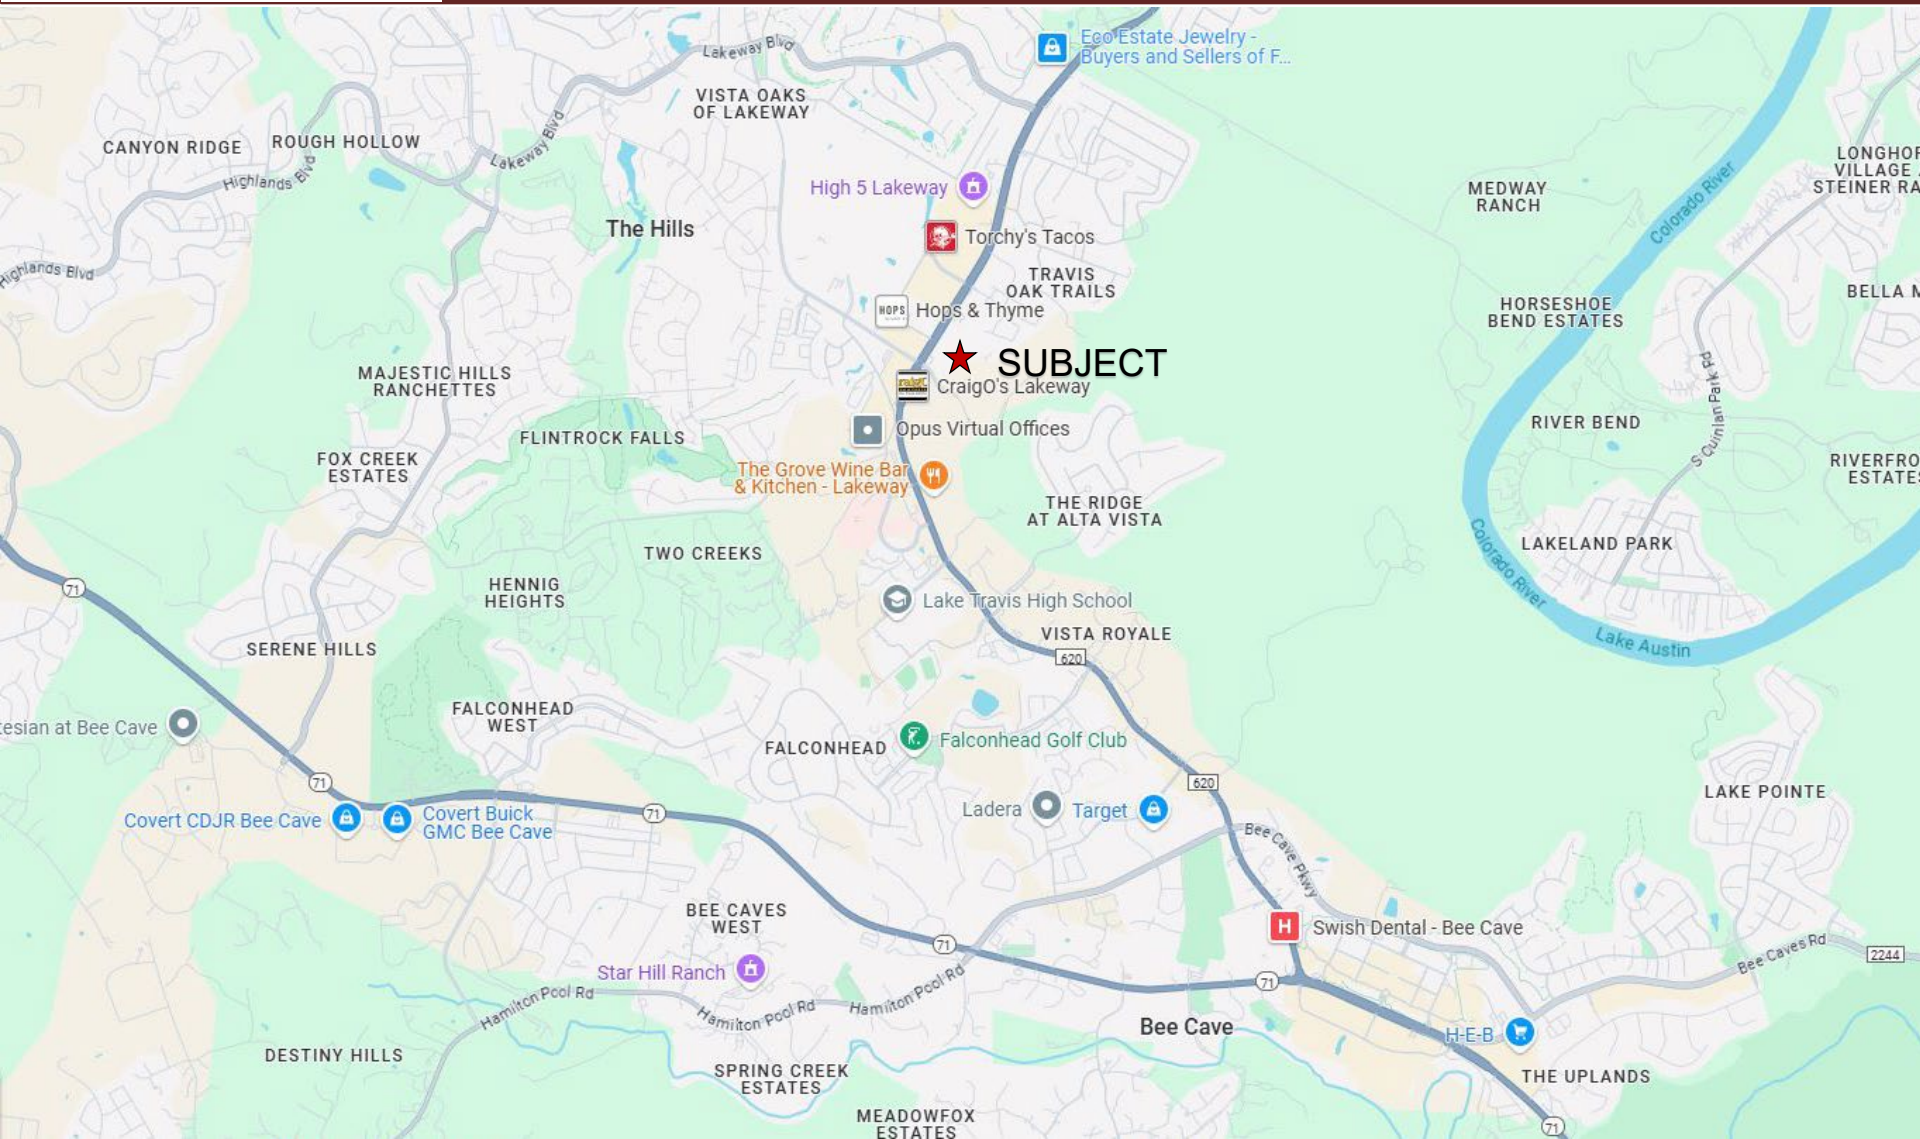 Eco Estate Jewelry -
Buyers and Sellers of F...
Lakeway Blvd
VISTA OAKS
OF LAKEWAY
CANYON RIDGE
ROUGH HOLLOW
Lakeway Blvd
Highlands Blvd
High 5 Lakeway
MEDWAY
RANCH
Colorado River
The Hills
Torchy's Tacos
Highlands Blvd
TRAVIS
OAK TRAILS
HOPS
Hops & Thyme
HORSESHOE
BEND ESTATES
SUBJECT
CraigO's Lakeway
MAJESTIC HILLS
RANCHETTES
S Quinlan Park Rd
RIVER BEND
Opus Virtual Offices
FLINTROCK FALLS
FOX CREEK
ESTATES
The Grove Wine Bar
& Kitchen - Lakeway
THE RIDGE
AT ALTA VISTA
TWO CREEKS
LAKELAND PARK
Colorado River
71
HENNIG
HEIGHTS
Lake Travis High School
VISTA ROYALE
620
Lake Austin
SERENE HILLS
FALCONHEAD
WEST
esian at Bee Cave
FALCONHEAD
Falconhead Golf Club
71
620
LAKE POINTE
Ladera
Target
Covert CDJR Bee Cave
Covert Buick
GMC Bee Cave
71
Bee Cave Pkwy
BEE CAVES
WEST
H
Swish Dental - Bee Cave
71
Bee Caves Rd
2244
Star Hill Ranch
Hamilton Pool Rd
Hamilton Pool Rd
Hamilton Pool Rd
71
Bee Cave
H-E-B
DESTINY HILLS
SPRING CREEK
ESTATES
THE UPLANDS
MEADOWFOX
ESTATES
71
LONGHOR
VILLAGE
STEINER RA
BELLA M
RIVERFRO
ESTATES